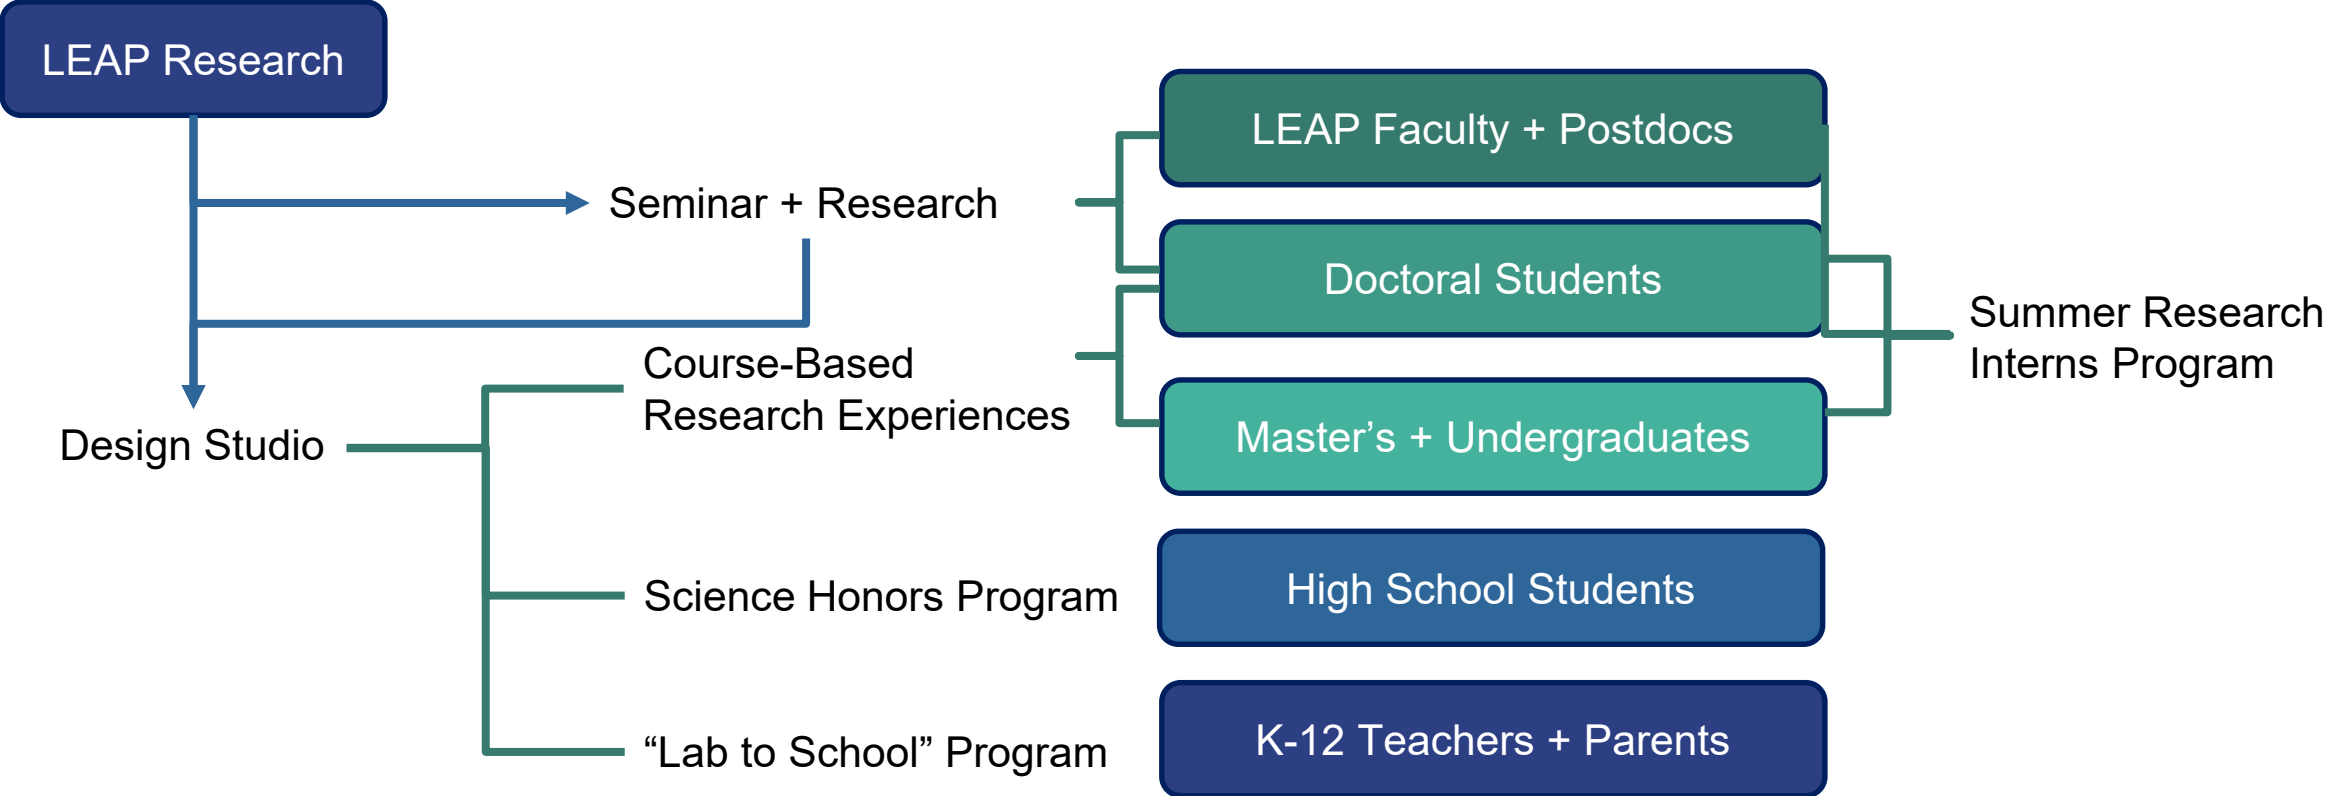 LEAP Research
LEAP Faculty + Postdocs
Seminar + Research
Doctoral Students
Summer Research
Interns Program
Course-Based
Research Experiences
Master’s + Undergraduates
Design Studio
Science Honors Program
High School Students
“Lab to School” Program
K-12 Teachers + Parents